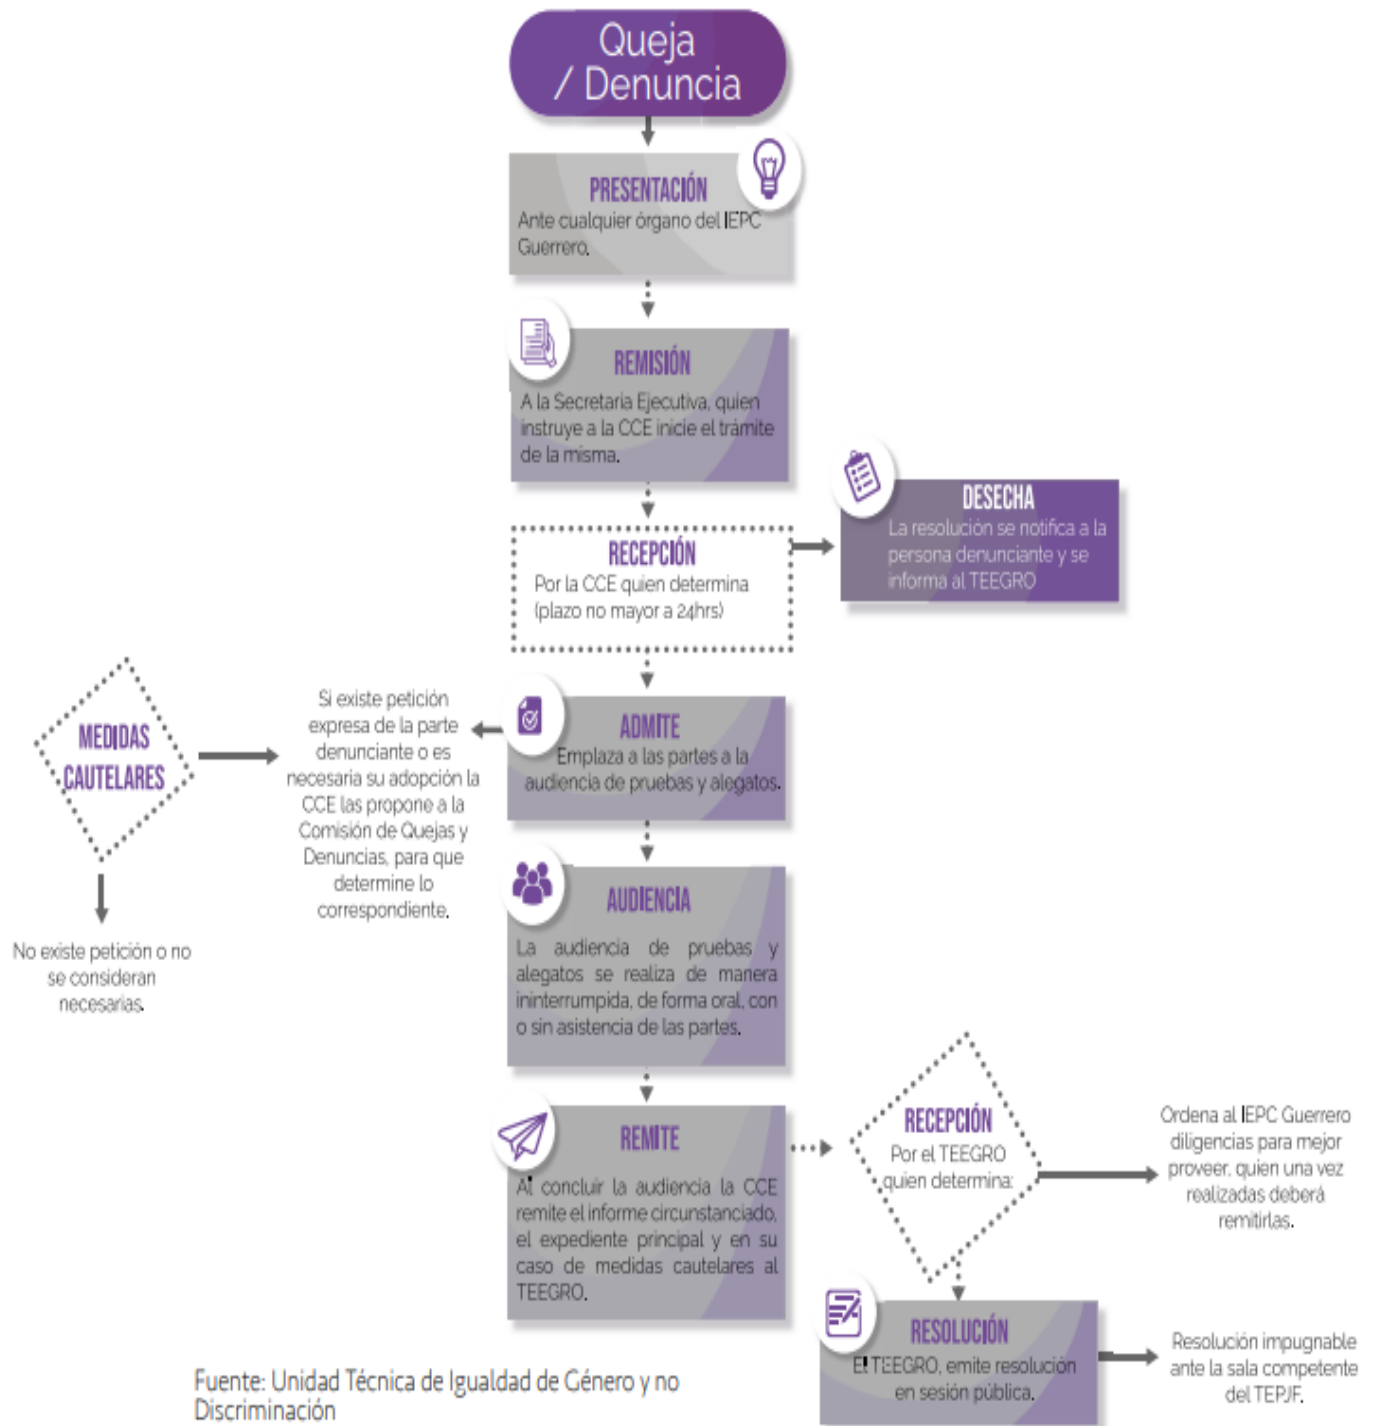 Queja
/ Denuncia
PRESENTACIÓN
Ante cualquier órgano del IEPC
Guerrero.
REMISIÓN
A la Secretaria Ejecutiva, quien
instruye a la CCE inicie el trámite
de la misma.
RECEPCIÓN
Por la CCE quien determina
(plazo no mayor a 24hrs)
DESECHA
La resolución se notifica a la
persona denunciante y se
informa al TEEGRO
ADMITE
Emplaza a las partes a la
audiencia de pruebas y alegatos.
Si existe petición
expresa de la parte
denunciante o es
necesaria su adopción la
CCE las propone a la
Comisión de Quejas y
Denuncias, para que
determine lo
correspondiente.
MEDIDAS
CAUTELARES
No existe petición o no
se consideran
necesarias.
AUDIENCIA
La audiencia de pruebas y
alegatos se realiza de manera
ininterrumpida, de forma oral, con
o sin asistencia de las partes.
REMITE
Al concluir la audiencia la CCE
remite el informe circunstanciado,
el expediente principal y en su
caso de medidas cautelares al
TEEGRO.
RECEPCIÓN
Por el TEEGRO
quien determina:
Ordena al IEPC Guerrero
diligencias para mejor
proveer, quien una vez
realizadas deberá
remitirlas.
RESOLUCIÓN
El TEEGRO, emite resolución
en sesión pública.
Resolución impugnable
ante la sala competente
del TEPJF.
Fuente: Unidad Técnica de Igualdad de Género y no
Discriminación